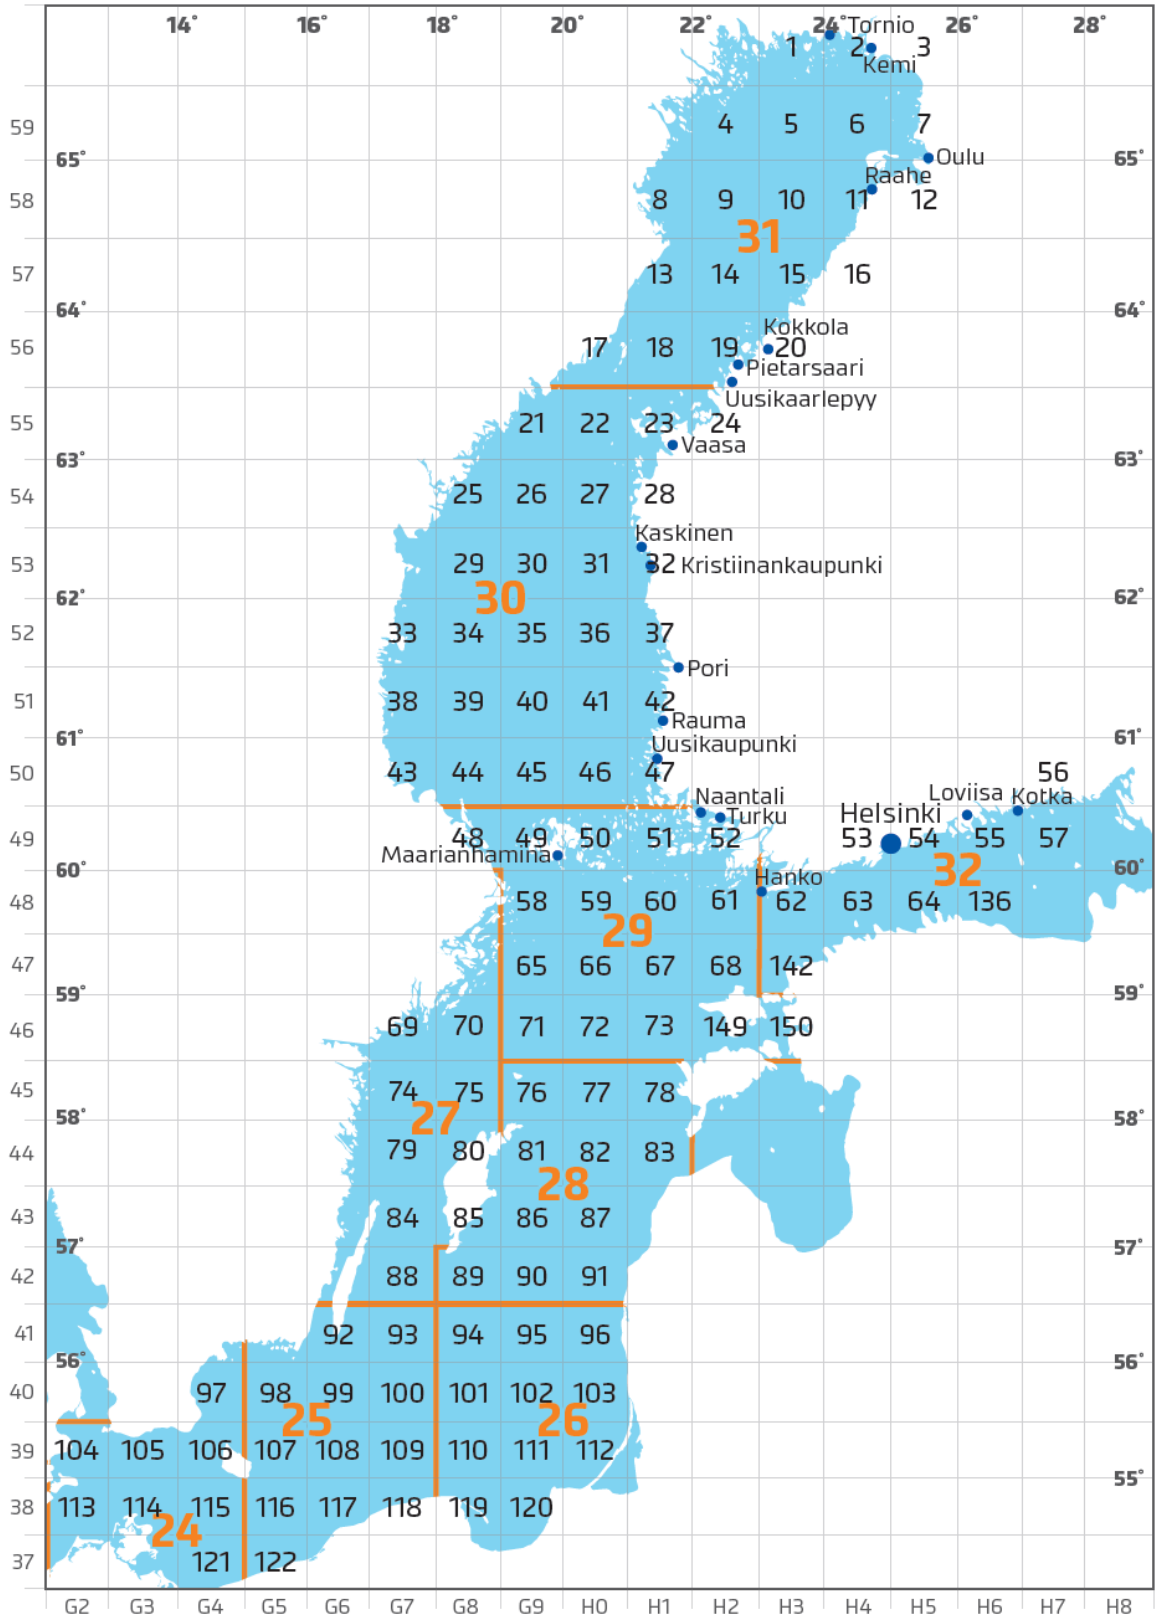 14° 16° 18° 20° 22° 24° 26° 28°
Tornio
1 2 3
Kemi
59 4 5 6 7
65° Oulu 65°
Raahe
58 8 9 10 11 12
31
57 13 14 15 16
64° 64°
Kokkola
56 17 18 19 20
Pietarsaari
Uusikaarlepyy
55 21 22 23 24
Vaasa
63° 63°
54 25 26 27 28
Kaskinen
53 29 30 31 32 Kristiinankaupunki
62° 30 62°
52 33 34 35 36 37
Pori
51 38 39 40 41 42
Rauma
61° Uusikaupunki 61°
50 43 44 45 46 47 56
Naantali Loviisa Kotka
Turku Helsinki
49 48 49 50 51 52 53 54 55 57
Maarianhamina
60° 32 60°
Hanko
48 58 59 60 61 62 63 64 136
29
47 65 66 67 68 142
59° 59°
46 69 70 71 72 73 149 150
45 74 75 76 77 78
58° 27 58°
44 79 80 81 82 83
28
43 84 85 86 87
57° 57°
42 88 89 90 91
41 92 93 94 95 96
56° 56°
40 97 98 99 100 101 102 103
25 26
39 104 105 106 107 108 109 110 111 112
55°
38 113 114 115 116 117 118 119 120
24
37 121 122
G2 G3 G4 G5 G6 G7 G8 G9 H0 H1 H2 H3 H4 H5 H6 H7 H8